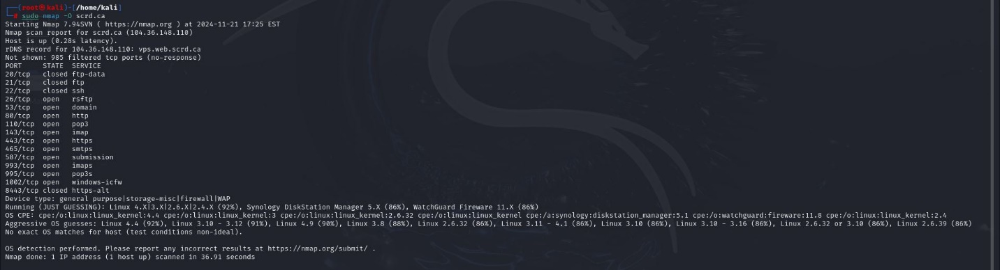 ┌──(root㉿kali)-[/home/kali]
└─# sudo nmap -O scrd.ca
Starting Nmap 7.94SVN ( https://nmap.org ) at 2024-11-21 17:25 EST
Nmap scan report for scrd.ca (104.36.148.110)
Host is up (0.28s latency).
rDNS record for 104.36.148.110: vps.web.scrd.ca
Not shown: 985 filtered tcp ports (no-response)
PORT     STATE  SERVICE
20/tcp   closed ftp-data
21/tcp   closed ftp
22/tcp   closed ssh
26/tcp   open   rsftp
53/tcp   open   domain
80/tcp   open   http
110/tcp  open   pop3
143/tcp  open   imap
443/tcp  open   https
465/tcp  open   smtps
587/tcp  open   submission
993/tcp  open   imaps
995/tcp  open   pop3s
1002/tcp open   windows-icfw
8443/tcp closed https-alt
Device type: general purpose|storage-misc|firewall|WAP
Running (JUST GUESSING): Linux 4.X|3.X|2.6.X|2.4.X (92%), Synology DiskStation Manager 5.X (86%), WatchGuard Fireware 11.X (86%)
OS CPE: cpe:/o:linux:linux_kernel:4.4 cpe:/o:linux:linux_kernel:3 cpe:/o:linux:linux_kernel:2.6.32 cpe:/o:linux:linux_kernel cpe:/a:synology:diskstation_manager:5.1 cpe:/o:watchguard:fireware:11.8 cpe:/o:linux:linux_kernel:2.4
Aggressive OS guesses: Linux 4.4 (92%), Linux 3.10 - 3.12 (91%), Linux 4.9 (90%), Linux 3.8 (88%), Linux 2.6.32 (86%), Linux 3.11 - 4.1 (86%), Linux 3.10 (86%), Linux 3.10 - 3.16 (86%), Linux 2.6.32 or 3.10 (86%), Linux 2.6.39 (86%)
No exact OS matches for host (test conditions non-ideal).

OS detection performed. Please report any incorrect results at https://nmap.org/submit/ .
Nmap done: 1 IP address (1 host up) scanned in 36.91 seconds